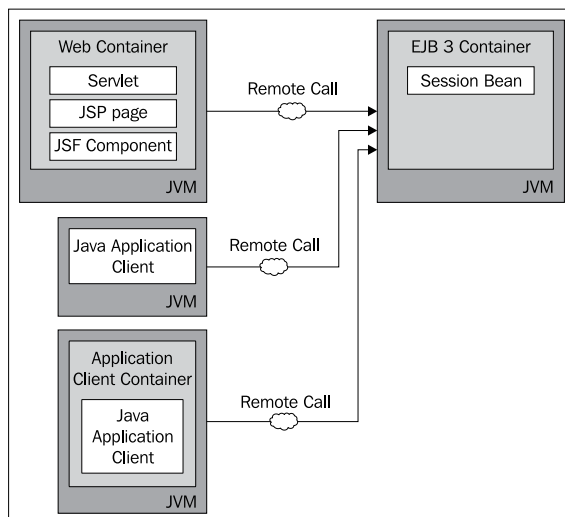 Web Container
Servlet
JSP page
JSF Component
JVM
Remote Call
EJB 3 Container
Session Bean
JVM
Java Application
Client
JVM
Remote Call
Application
Client Container
Java
Application
Client
JVM
Remote Call